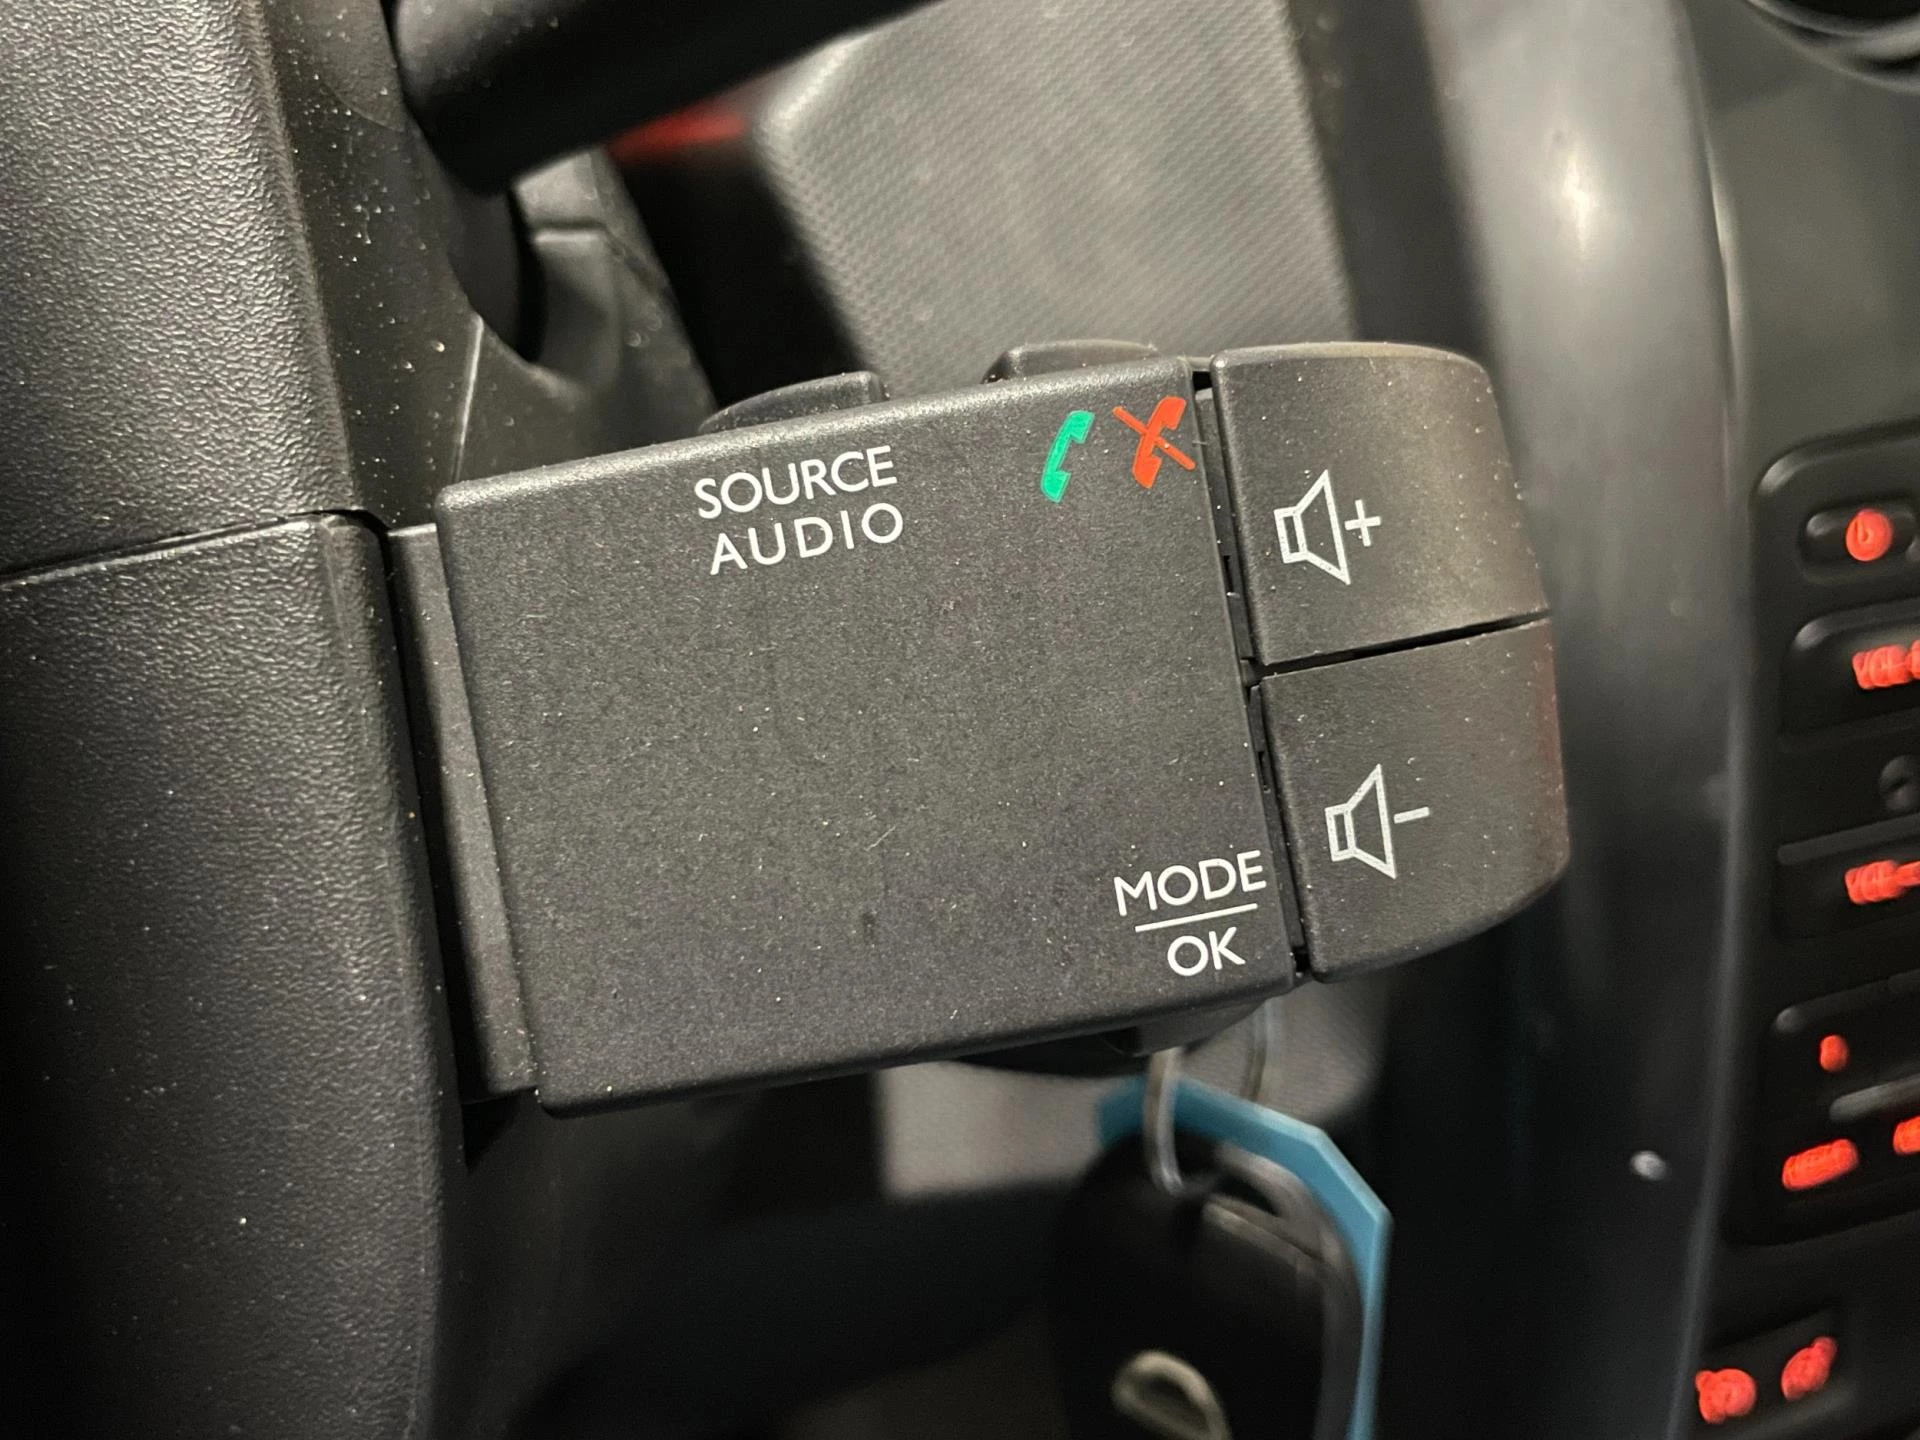 SOURCE
AUDIO
+
-
MODE
OK